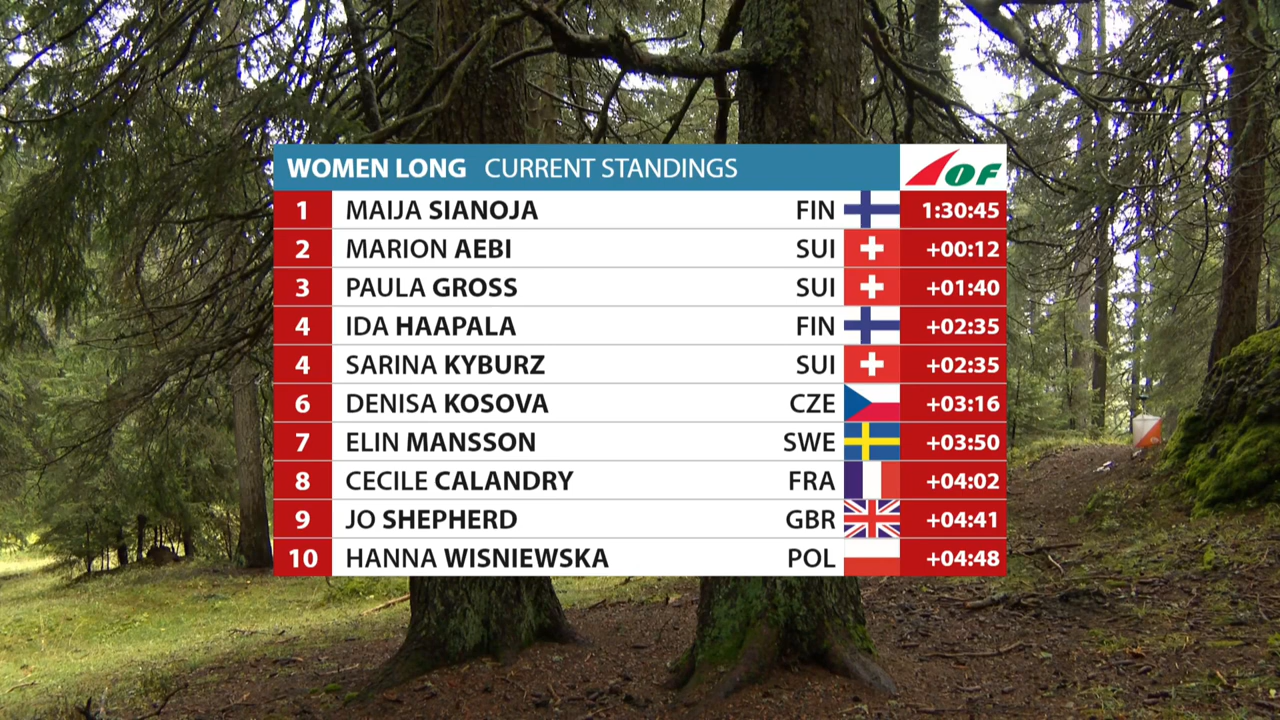 WOMEN LONG CURRENT STANDINGS IOF
1 MAIJA SIANOJA FIN 1:30:45
2 MARION AEBI SUI +00:12
3 PAULA GROSS SUI +01:40
4 IDA HAAPALA FIN +02:35
4 SARINA KYBURZ SUI +02:35
6 DENISA KOSOVA CZE +03:16
7 ELIN MANSSON SWE +03:50
8 CECILE CALANDRY FRA +04:02
9 JO SHEPHERD GBR +04:41
10 HANNA WISNIEWSKA POL +04:48